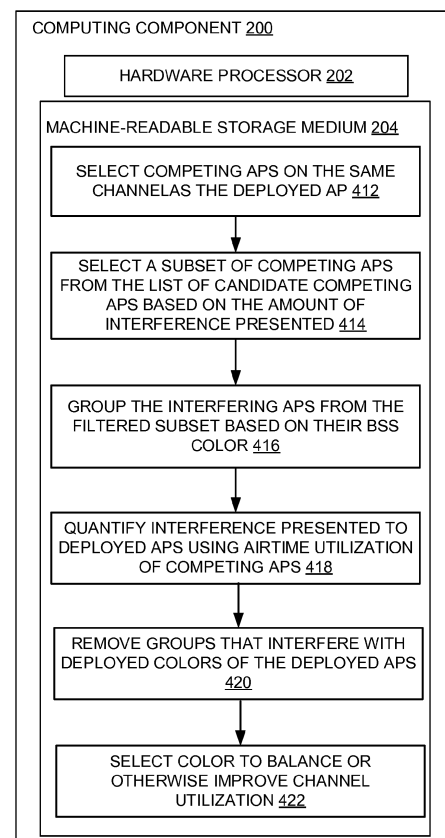 COMPUTING COMPONENT 200
HARDWARE PROCESSOR 202
MACHINE-READABLE STORAGE MEDIUM 204
SELECT COMPETING APS ON THE SAME
CHANNELAS THE DEPLOYED AP 412
SELECT A SUBSET OF COMPETING APS
FROM THE LIST OF CANDIDATE COMPETING
APS BASED ON THE AMOUNT OF
INTERFERENCE PRESENTED 414
GROUP THE INTERFERING APS FROM THE
FILTERED SUBSET BASED ON THEIR BSS
COLOR 416
QUANTIFY INTERFERENCE PRESENTED TO
DEPLOYED APS USING AIRTIME UTILIZATION
OF COMPETING APS 418
REMOVE GROUPS THAT INTERFERE WITH
DEPLOYED COLORS OF THE DEPLOYED APS
420
SELECT COLOR TO BALANCE OR
OTHERWISE IMPROVE CHANNEL
UTILIZATION 422